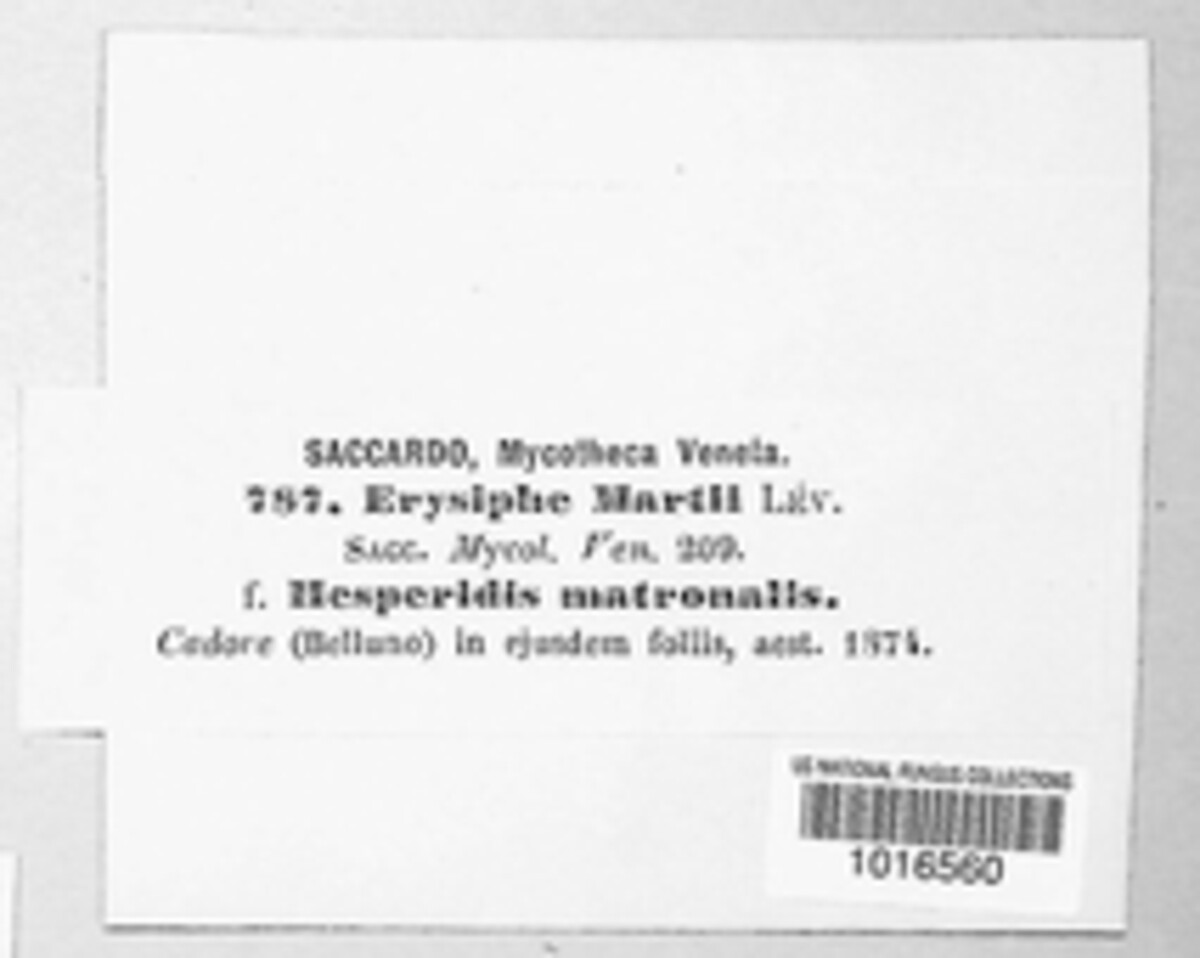 SACCARDO, Mycotheca Veneta.
787. Erysiphe Martii Lév.
SACC. Mycol. Ven. 209.
f. Hesperidis matronalis.
Cadore (Belluno) in ejusdem foliis, aest. 1874.
US NATIONAL FUNGUS COLLECTIONS
1016560